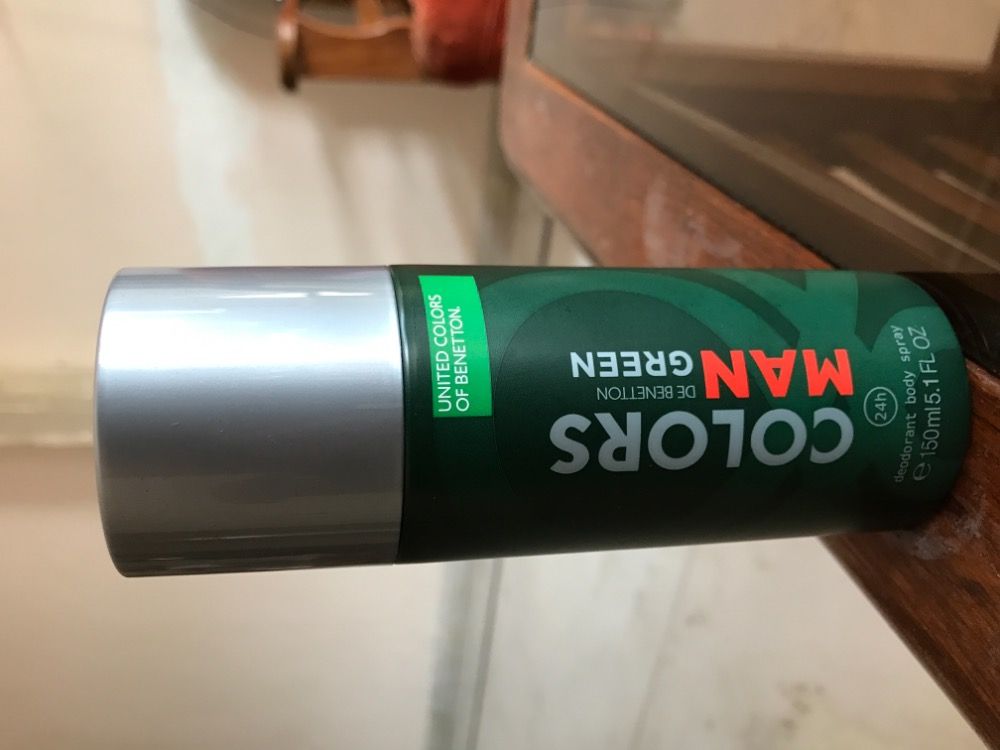 UNITED COLORS
OF BENETTON.
COLORS
DE BENETTON
MAN
GREEN
24h
deodorant body spray
℮ 150ml 5.1 FL OZ